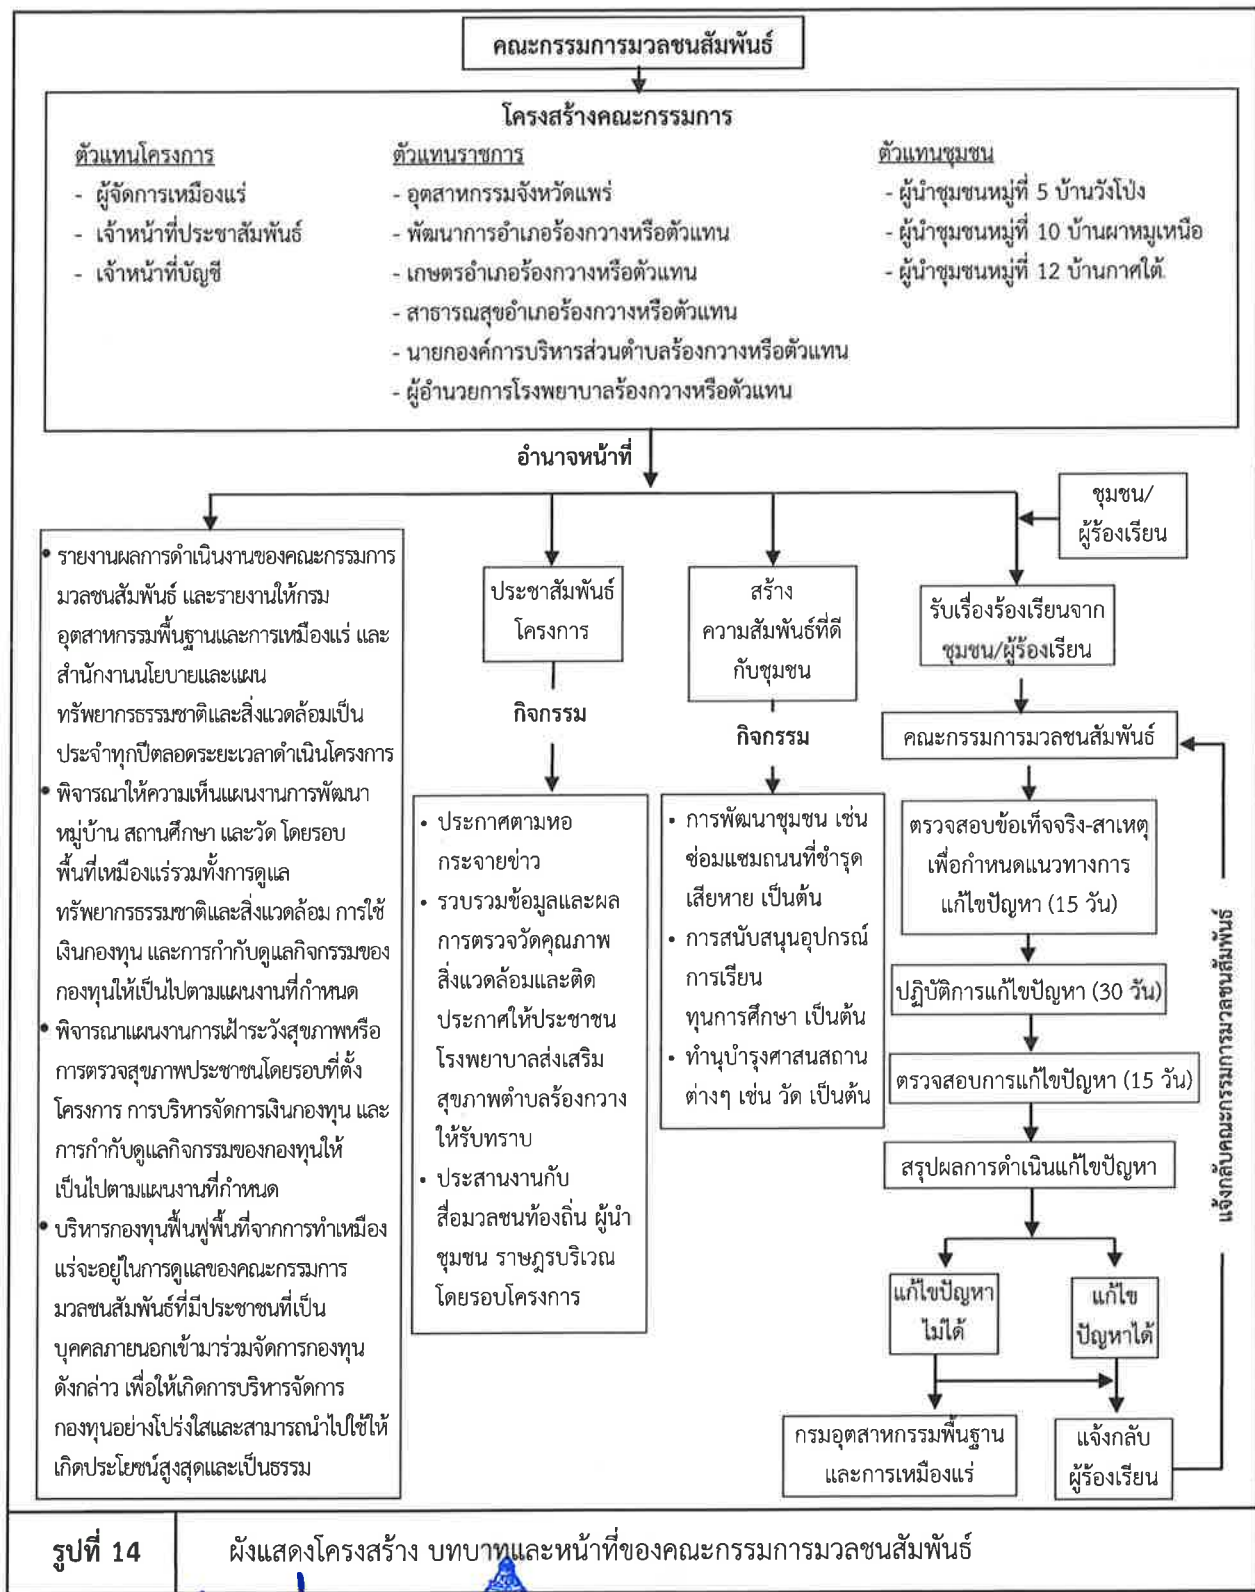 คณะกรรมการมวลชนสัมพันธ์
โครงสร้างคณะกรรมการ
ตัวแทนโครงการ
- ผู้จัดการเหมืองแร่
- เจ้าหน้าที่ประชาสัมพันธ์
- เจ้าหน้าที่บัญชี
ตัวแทนราชการ
- อุตสาหกรรมจังหวัดแพร่
- พัฒนาการอำเภอร้องกวางหรือตัวแทน
- เกษตรอำเภอร้องกวางหรือตัวแทน
- สาธารณสุขอำเภอร้องกวางหรือตัวแทน
- นายกองค์การบริหารส่วนตำบลร้องกวางหรือตัวแทน
- ผู้อำนวยการโรงพยาบาลร้องกวางหรือตัวแทน
ตัวแทนชุมชน
- ผู้นำชุมชนหมู่ที่ 5 บ้านวังโป่ง
- ผู้นำชุมชนหมู่ที่ 10 บ้านผาหมูเหนือ
- ผู้นำชุมชนหมู่ที่ 12 บ้านกาศใต้
อำนาจหน้าที่
• รายงานผลการดำเนินงานของคณะกรรมการ
มวลชนสัมพันธ์ และรายงานให้กรม
อุตสาหกรรมพื้นฐานและการเหมืองแร่ และ
สำนักงานนโยบายและแผน
ทรัพยากรธรรมชาติและสิ่งแวดล้อมเป็น
ประจำทุกปีตลอดระยะเวลาดำเนินโครงการ
• พิจารณาให้ความเห็นแผนงานการพัฒนา
หมู่บ้าน สถานศึกษา และวัด โดยรอบ
พื้นที่เหมืองแร่รวมทั้งการดูแล
ทรัพยากรธรรมชาติและสิ่งแวดล้อม การใช้
เงินกองทุน และการกำกับดูแลกิจกรรมของ
กองทุนให้เป็นไปตามแผนงานที่กำหนด
• พิจารณาแผนงานการเฝ้าระวังสุขภาพหรือ
การตรวจสุขภาพประชาชนโดยรอบที่ตั้ง
โครงการ การบริหารจัดการเงินกองทุน และ
การกำกับดูแลกิจกรรมของกองทุนให้
เป็นไปตามแผนงานที่กำหนด
• บริหารกองทุนฟื้นฟูพื้นที่จากการทำเหมือง
แร่จะอยู่ในการดูแลของคณะกรรมการ
มวลชนสัมพันธ์ที่มีประชาชนที่เป็น
บุคคลภายนอกเข้ามาร่วมจัดการกองทุน
ดังกล่าว เพื่อให้เกิดการบริหารจัดการ
กองทุนอย่างโปร่งใสและสามารถนำไปใช้ให้
เกิดประโยชน์สูงสุดและเป็นธรรม
ประชาสัมพันธ์
โครงการ
กิจกรรม
• ประกาศตามหอ
กระจายข่าว
• รวบรวมข้อมูลและผล
การตรวจวัดคุณภาพ
สิ่งแวดล้อมและติด
ประกาศให้ประชาชน
โรงพยาบาลส่งเสริม
สุขภาพตำบลร้องกวาง
ให้รับทราบ
• ประสานงานกับ
สื่อมวลชนท้องถิ่น ผู้นำ
ชุมชน ราษฎรบริเวณ
โดยรอบโครงการ
สร้าง
ความสัมพันธ์ที่ดี
กับชุมชน
กิจกรรม
• การพัฒนาชุมชน เช่น
ซ่อมแซมถนนที่ชำรุด
เสียหาย เป็นต้น
• การสนับสนุนอุปกรณ์
การเรียน
ทุนการศึกษา เป็นต้น
• ทำนุบำรุงศาสนสถาน
ต่างๆ เช่น วัด เป็นต้น
ชุมชน/
ผู้ร้องเรียน
รับเรื่องร้องเรียนจาก
ชุมชน/ผู้ร้องเรียน
คณะกรรมการมวลชนสัมพันธ์
ตรวจสอบข้อเท็จจริง-สาเหตุ
เพื่อกำหนดแนวทางการ
แก้ไขปัญหา (15 วัน)
ปฏิบัติการแก้ไขปัญหา (30 วัน)
ตรวจสอบการแก้ไขปัญหา (15 วัน)
สรุปผลการดำเนินแก้ไขปัญหา
แก้ไขปัญหา
ไม่ได้
แก้ไข
ปัญหาได้
กรมอุตสาหกรรมพื้นฐาน
และการเหมืองแร่
แจ้งกลับ
ผู้ร้องเรียน
แจ้งกลับคณะกรรมการมวลชนสัมพันธ์
รูปที่ 14
ผังแสดงโครงสร้าง บทบาทและหน้าที่ของคณะกรรมการมวลชนสัมพันธ์